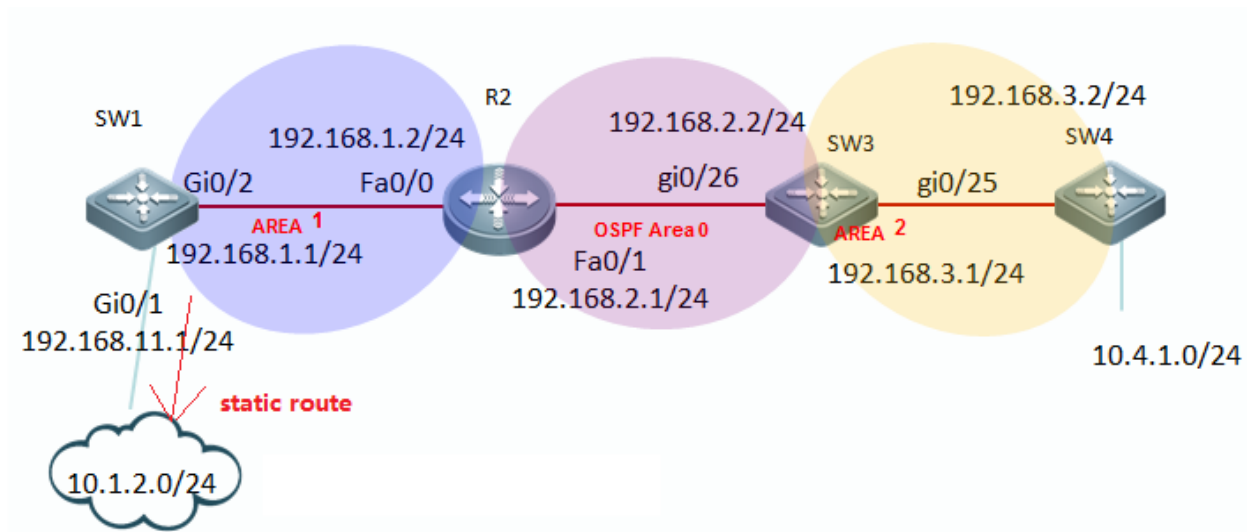 SW1
R2
192.168.1.2/24
192.168.2.2/24
192.168.3.2/24
SW3
SW4
Gi0/2
Fa0/0
gi0/26
gi0/25
AREA 1
OSPF Area 0
AREA 2
192.168.1.1/24
Fa0/1
192.168.3.1/24
192.168.2.1/24
Gi0/1
192.168.11.1/24
10.4.1.0/24
static route
10.1.2.0/24